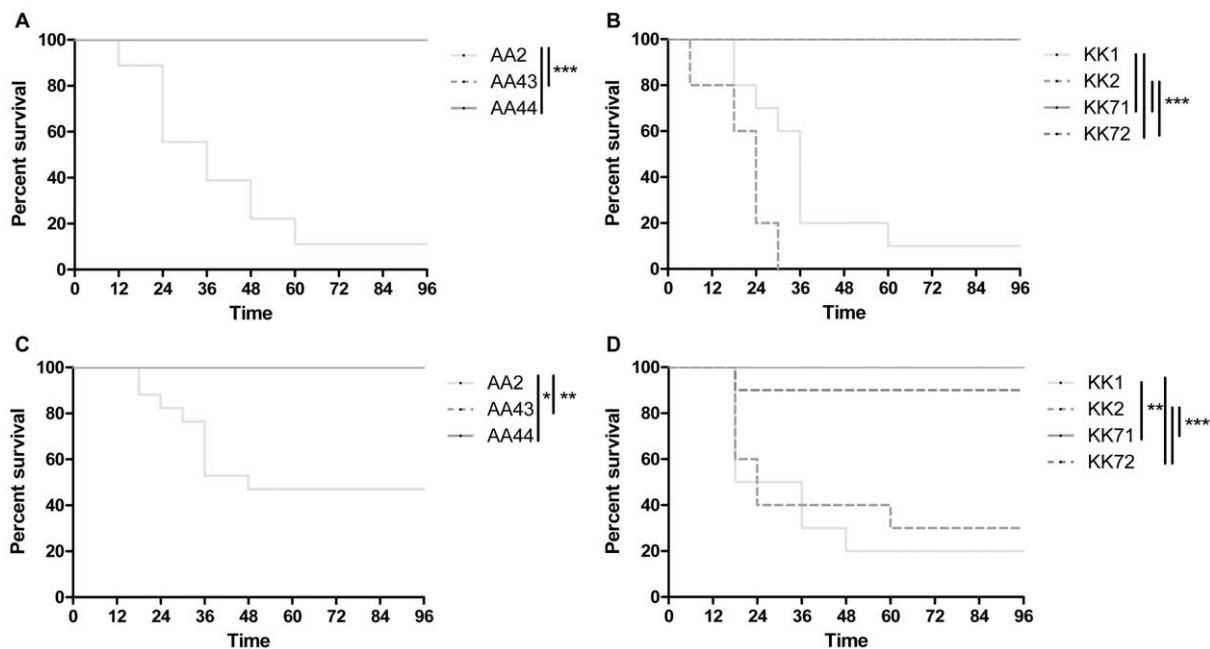 A
Percent survival
100
80
60
40
20
0
0 12 24 36 48 60 72 84 96
Time
AA2
AA43
AA44
***
B
Percent survival
100
80
60
40
20
0
0 12 24 36 48 60 72 84 96
Time
KK1
KK2
KK71
KK72
***
C
Percent survival
100
80
60
40
20
0
0 12 24 36 48 60 72 84 96
Time
AA2
AA43
AA44
* **
D
Percent survival
100
80
60
40
20
0
0 12 24 36 48 60 72 84 96
Time
KK1
KK2
KK71
KK72
** ***